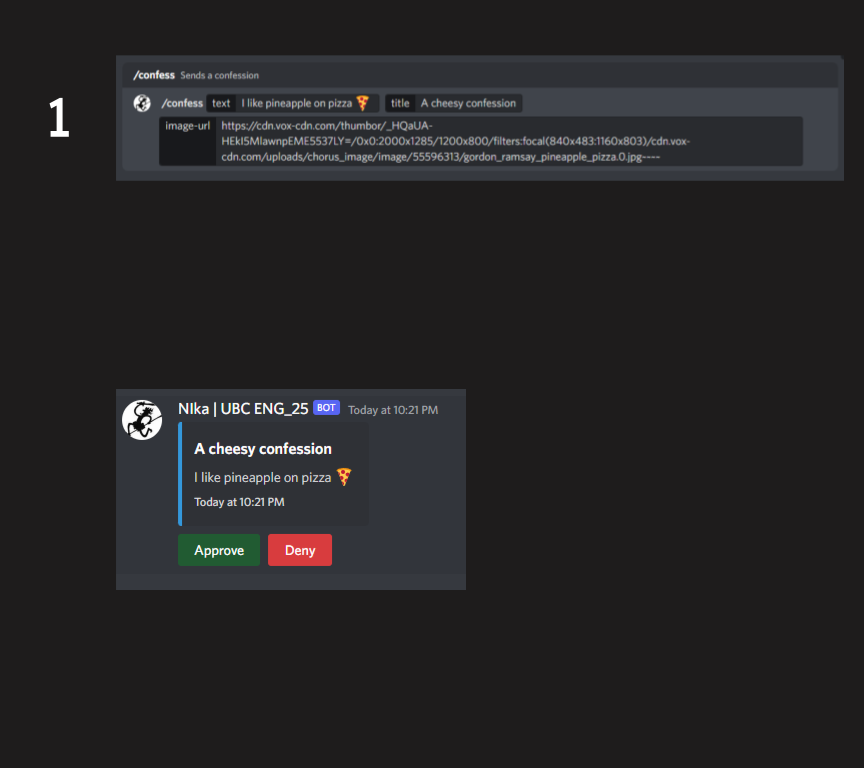 /confess Sends a confession
1
/confess text I like pineapple on pizza 🍕 title A cheesy confession
image-url https://cdn.vox-cdn.com/thumbor/_HQaUA-
HEkI5MIawnpEME5537LY=/0x0:2000x1285/1200x800/filters:focal(840x483:1160x803)/cdn.vox-
cdn.com/uploads/chorus_image/image/55596313/gordon_ramsay_pineapple_pizza.0.jpg----
NIka | UBC ENG_25 BOT Today at 10:21 PM
A cheesy confession
I like pineapple on pizza 🍕
Today at 10:21 PM
Approve Deny